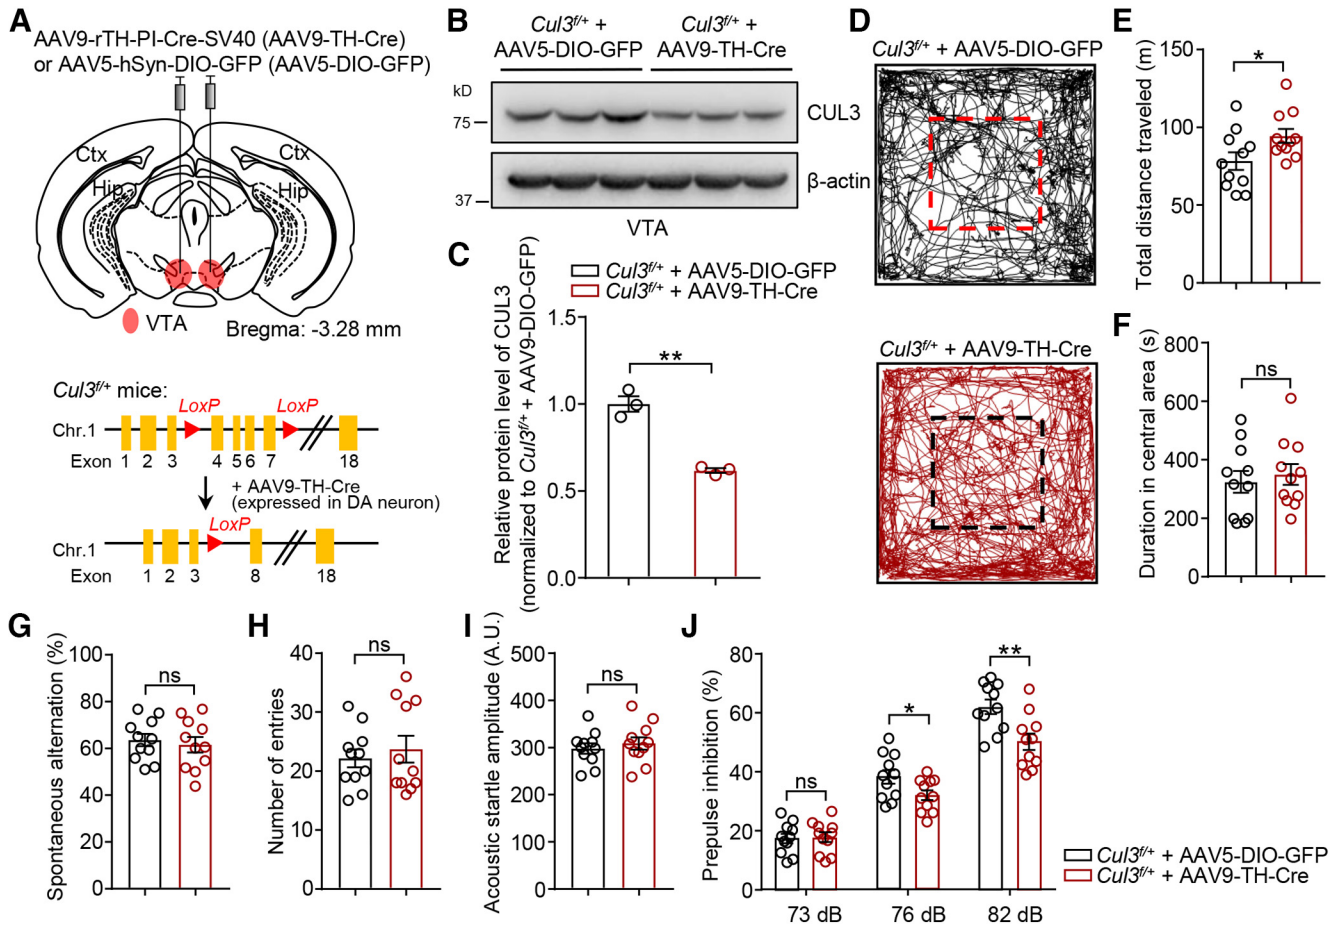 A
AAV9-rTH-PI-Cre-SV40 (AAV9-TH-Cre)
or AAV5-hSyn-DIO-GFP (AAV5-DIO-GFP)
Ctx
Ctx
Hip
Hip
VTA
Bregma: -3.28 mm
Cul3f/+ mice:
LoxP
LoxP
Chr.1
Exon 1 2 3 4 5 6 7 18
+ AAV9-TH-Cre
(expressed in DA neuron)
LoxP
Chr.1
Exon 1 2 3 8 18
B
Cul3f/+ +
AAV5-DIO-GFP
Cul3f/+ +
AAV9-TH-Cre
kD
75
CUL3
37
β-actin
VTA
C
Cul3f/+ + AAV5-DIO-GFP
Cul3f/+ + AAV9-TH-Cre
Relative protein level of CUL3
(normalized to Cul3f/+ + AAV9-DIO-GFP)
1.5
1.0
0.5
0.0
**
D
Cul3f/+ + AAV5-DIO-GFP
Cul3f/+ + AAV9-TH-Cre
E
Total distance traveled (m)
150
100
50
0
*
F
Duration in central area (s)
800
600
400
200
0
ns
G
Spontaneous alternation (%)
100
80
60
40
20
0
ns
H
Number of entries
40
30
20
10
0
ns
I
Acoustic startle amplitude (A.U.)
500
400
300
200
100
0
ns
J
Prepulse inhibition (%)
80
60
40
20
0
ns
*
**
73 dB
76 dB
82 dB
Cul3f/+ + AAV5-DIO-GFP
Cul3f/+ + AAV9-TH-Cre